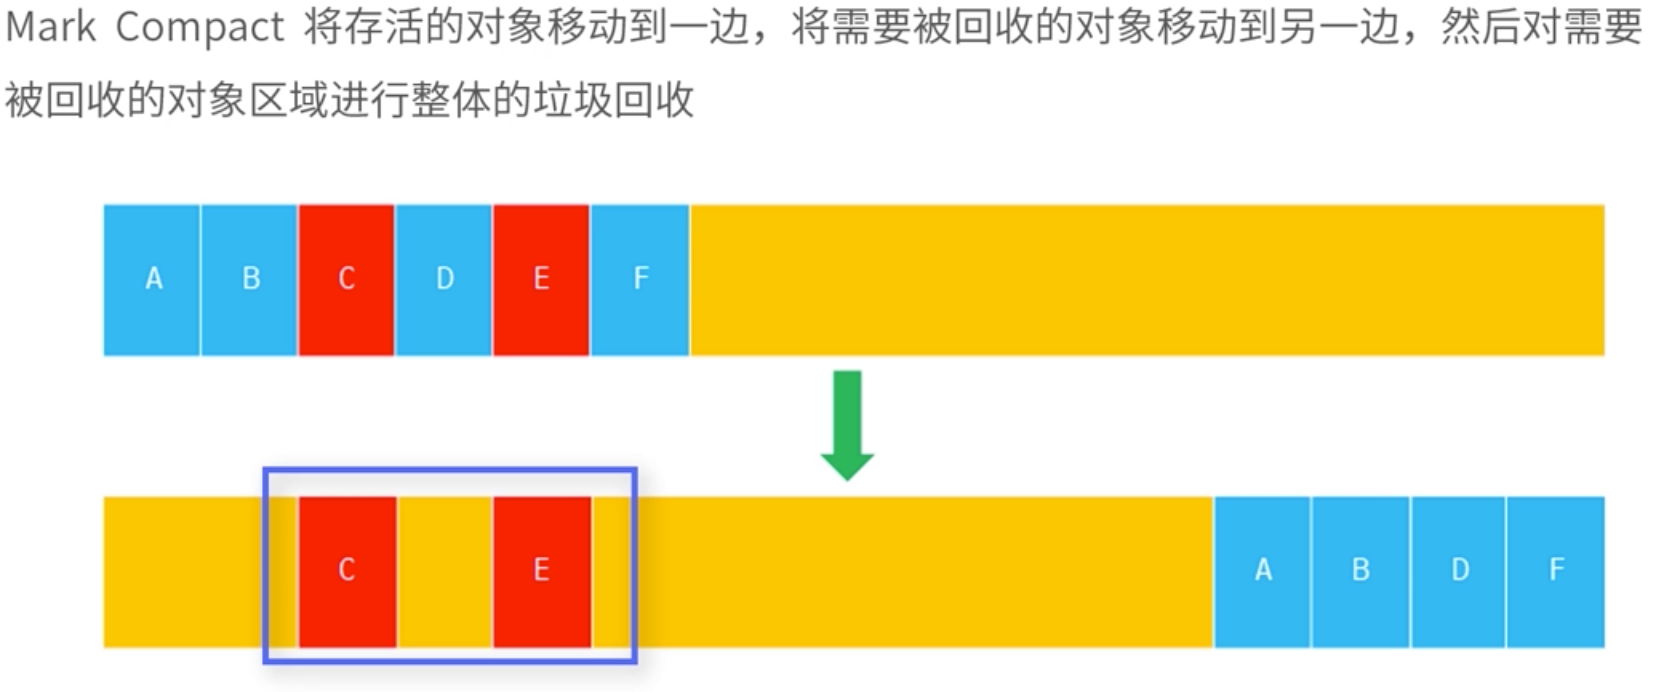 Mark Compact 将存活的对象移动到一边，将需要被回收的对象移动到另一边，然后对需要
被回收的对象区域进行整体的垃圾回收
A B C D E F
C E A B D F